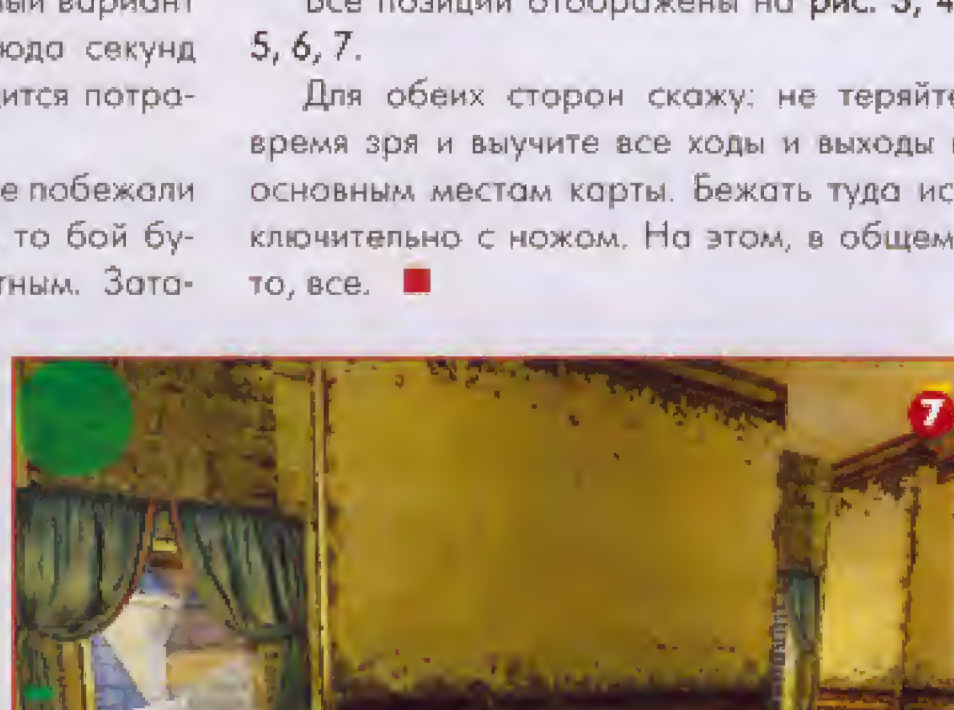 ный вариант
юда секунд
ится потра-
е побежали
то бой бу-
тным. Зата-
Все позиции отображены на рис. 3, 4
5, 6, 7.
Для обеих сторон скажу: не теряйте
время зря и выучите все ходы и выходы
основным местам карты. Бежать туда ис
ключительно с ножом. На этом, в общем
то, все.
7